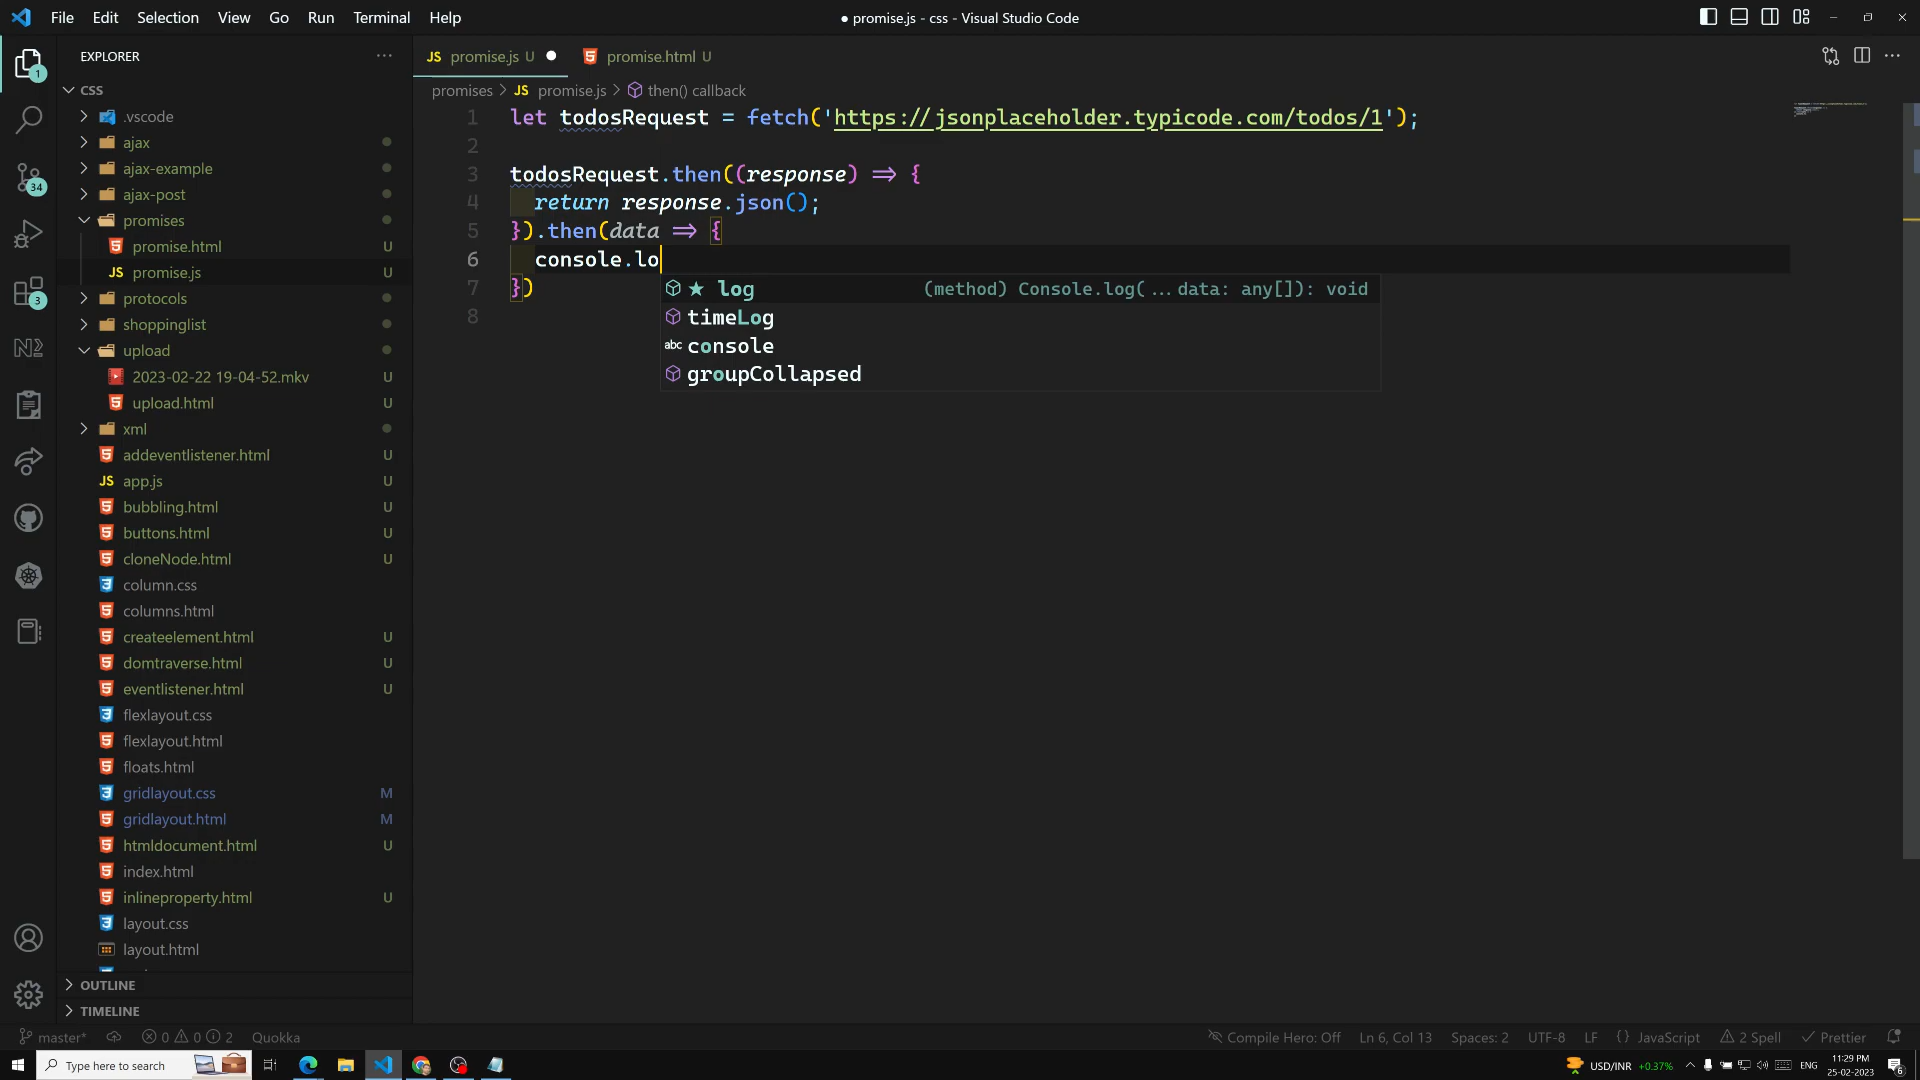 File Edit Selection View Go Run Terminal Help
● promise.js - css - Visual Studio Code
EXPLORER
CSS
.vscode
ajax
ajax-example
ajax-post
promises
promise.html U
promise.js U
protocols
shoppinglist
upload
2023-02-22 19-04-52.mkv U
upload.html U
xml
addeventlistener.html U
app.js U
bubbling.html U
buttons.html U
cloneNode.html U
column.css
columns.html
createelement.html U
domtraverse.html U
eventlistener.html U
flexlayout.css
flexlayout.html
floats.html
gridlayout.css M
gridlayout.html M
htmldocument.html U
index.html
inlineproperty.html U
layout.css
layout.html
OUTLINE
TIMELINE
1
34
3
JS promise.js U ● promise.html U
promises > JS promise.js > then() callback
1 let todosRequest = fetch('https://jsonplaceholder.typicode.com/todos/1');
2
3 todosRequest.then((response) => {
4 return response.json();
5 }).then(data => {
6 console.lo
7 })
8
★ log (method) Console.log(...data: any[]): void
timeLog
abc console
groupCollapsed
master* 0 0 2 Quokka
Compile Hero: Off Ln 6, Col 13 Spaces: 2 UTF-8 LF {} JavaScript 2 Spell Prettier
Type here to search
USD/INR +0.37% ENG 11:29 PM
25-02-2023
6